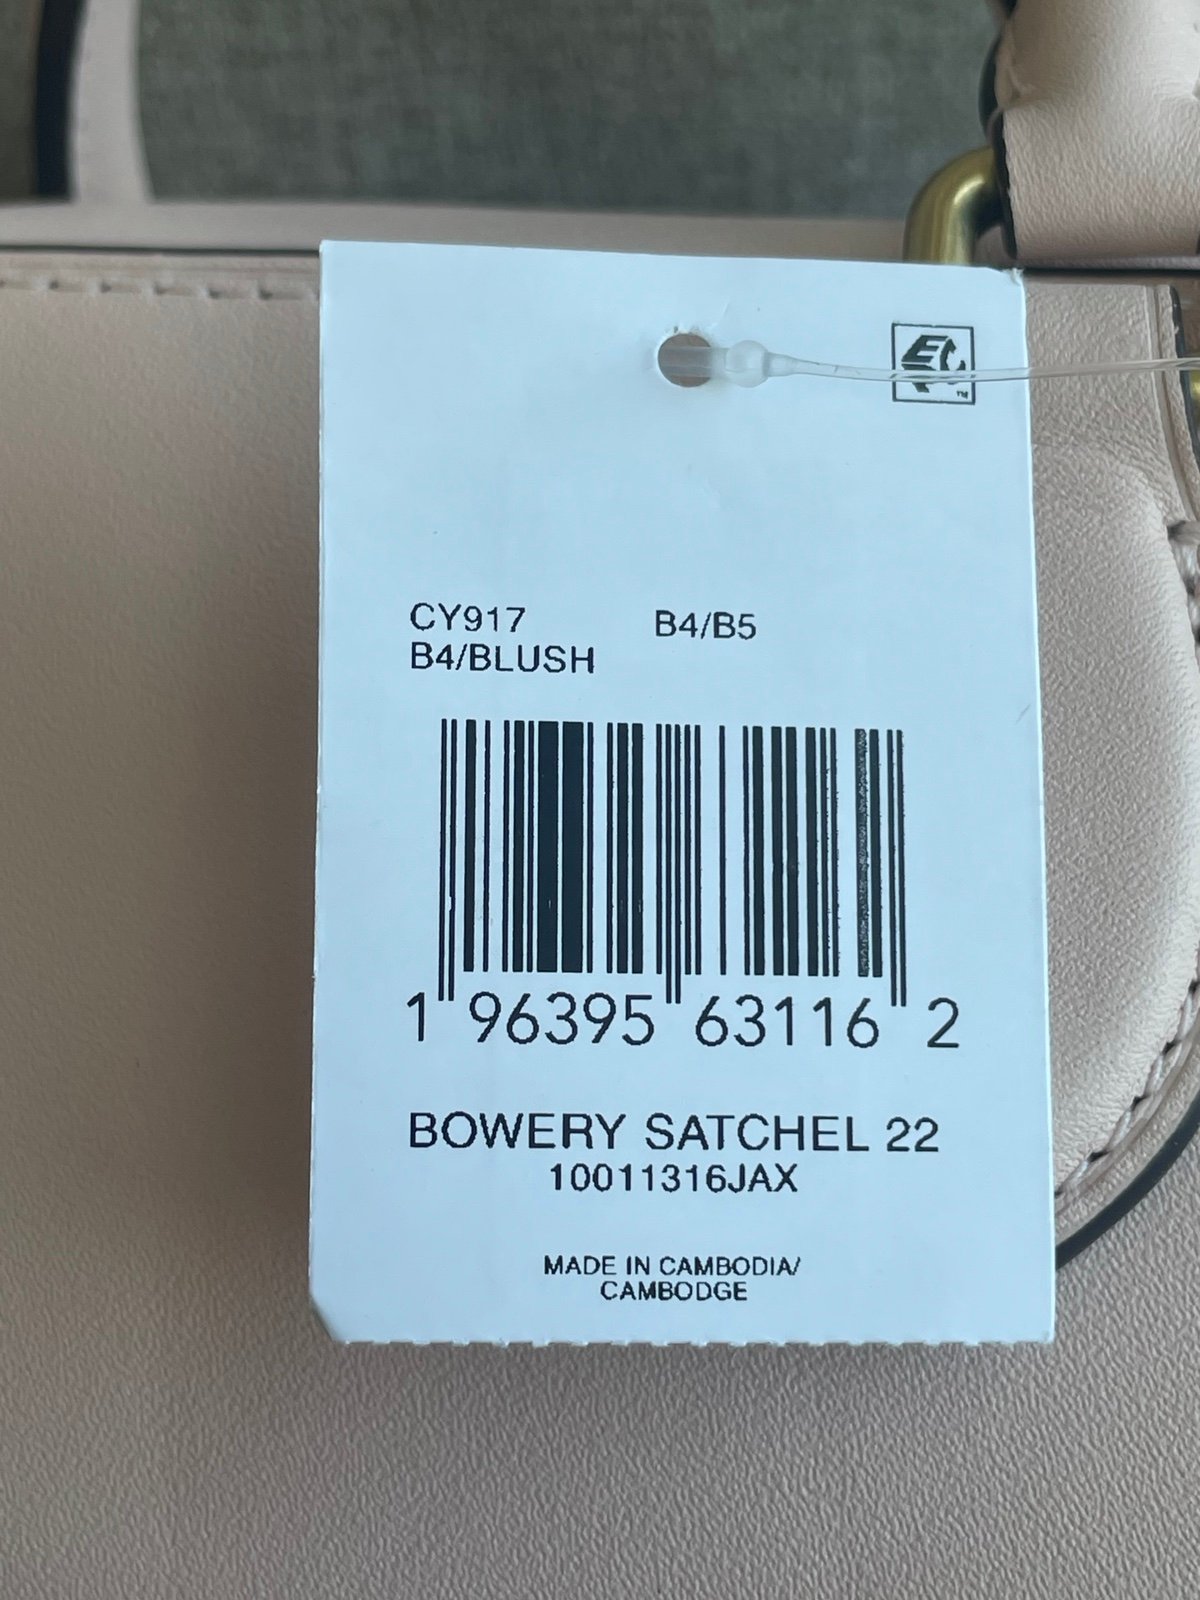 CY917 B4/B5
B4/BLUSH
1 96395 63116 2
BOWERY SATCHEL 22
10011316JAX
MADE IN CAMBODIA/
CAMBODGE